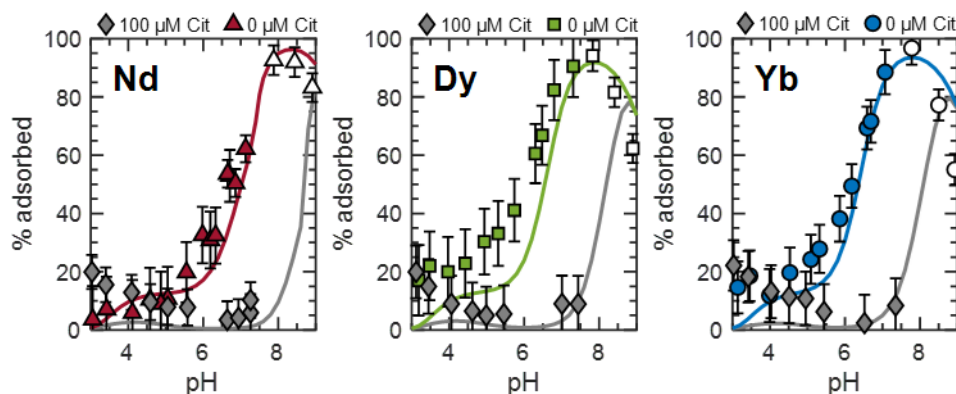 100 µM Cit 0 µM Cit 100 µM Cit 0 µM Cit 100 µM Cit 0 µM Cit
100 100 100
Nd Dy Yb
80 80 80
60 60 60
40 40 40
20 20 20
0 0 0
% adsorbed % adsorbed % adsorbed
4 6 8 4 6 8 4 6 8
pH pH pH